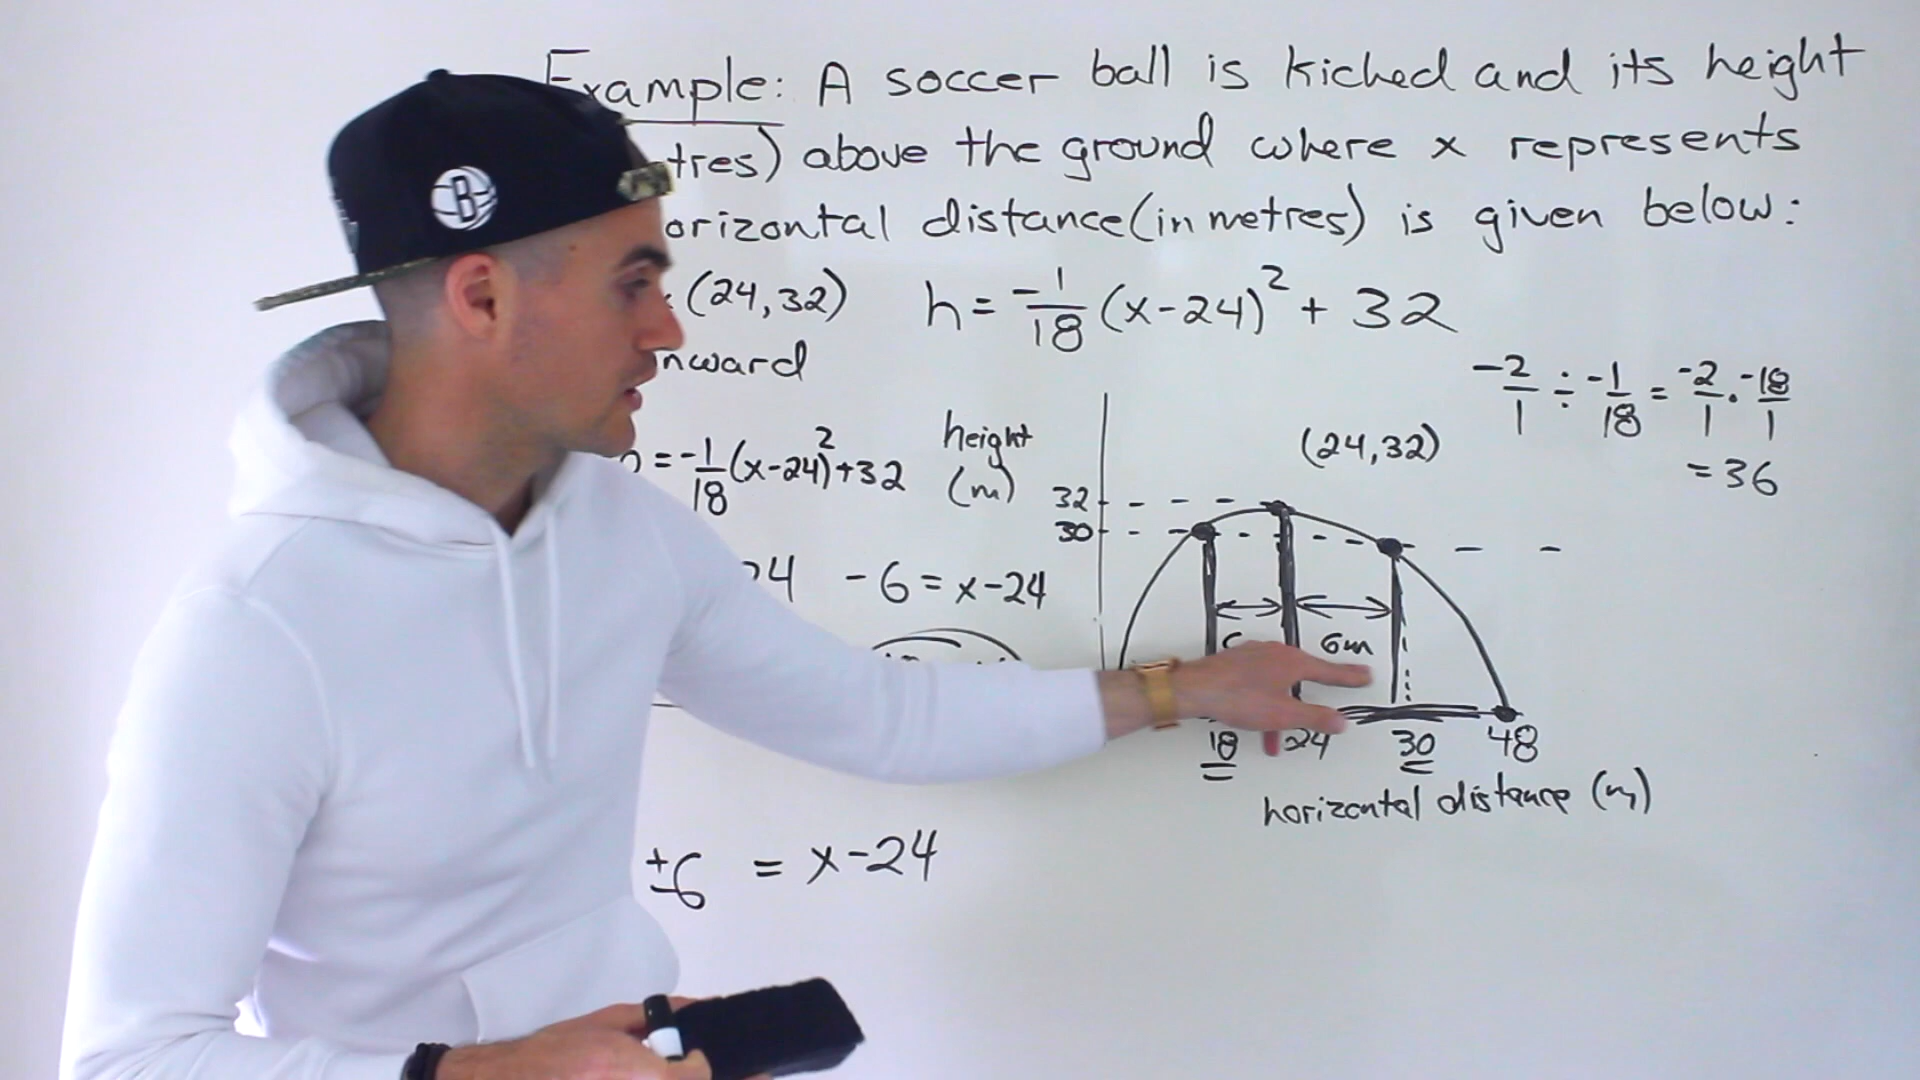 Example: A soccer ball is kicked and its height
tres) above the ground where x represents
orizontal distance(in metres) is given below:
(24,32)
h = -1/18 (x-24)² + 32
nward
-2/1 ÷ -1/18 = -2/1 · -18/1
= 36
0 = -1/18 (x-24)² + 32
height
(m)
(24,32)
32
30
24
-6 = x-24
6m
18 24 30 48
horizontal distance (m)
±6 = x-24
B